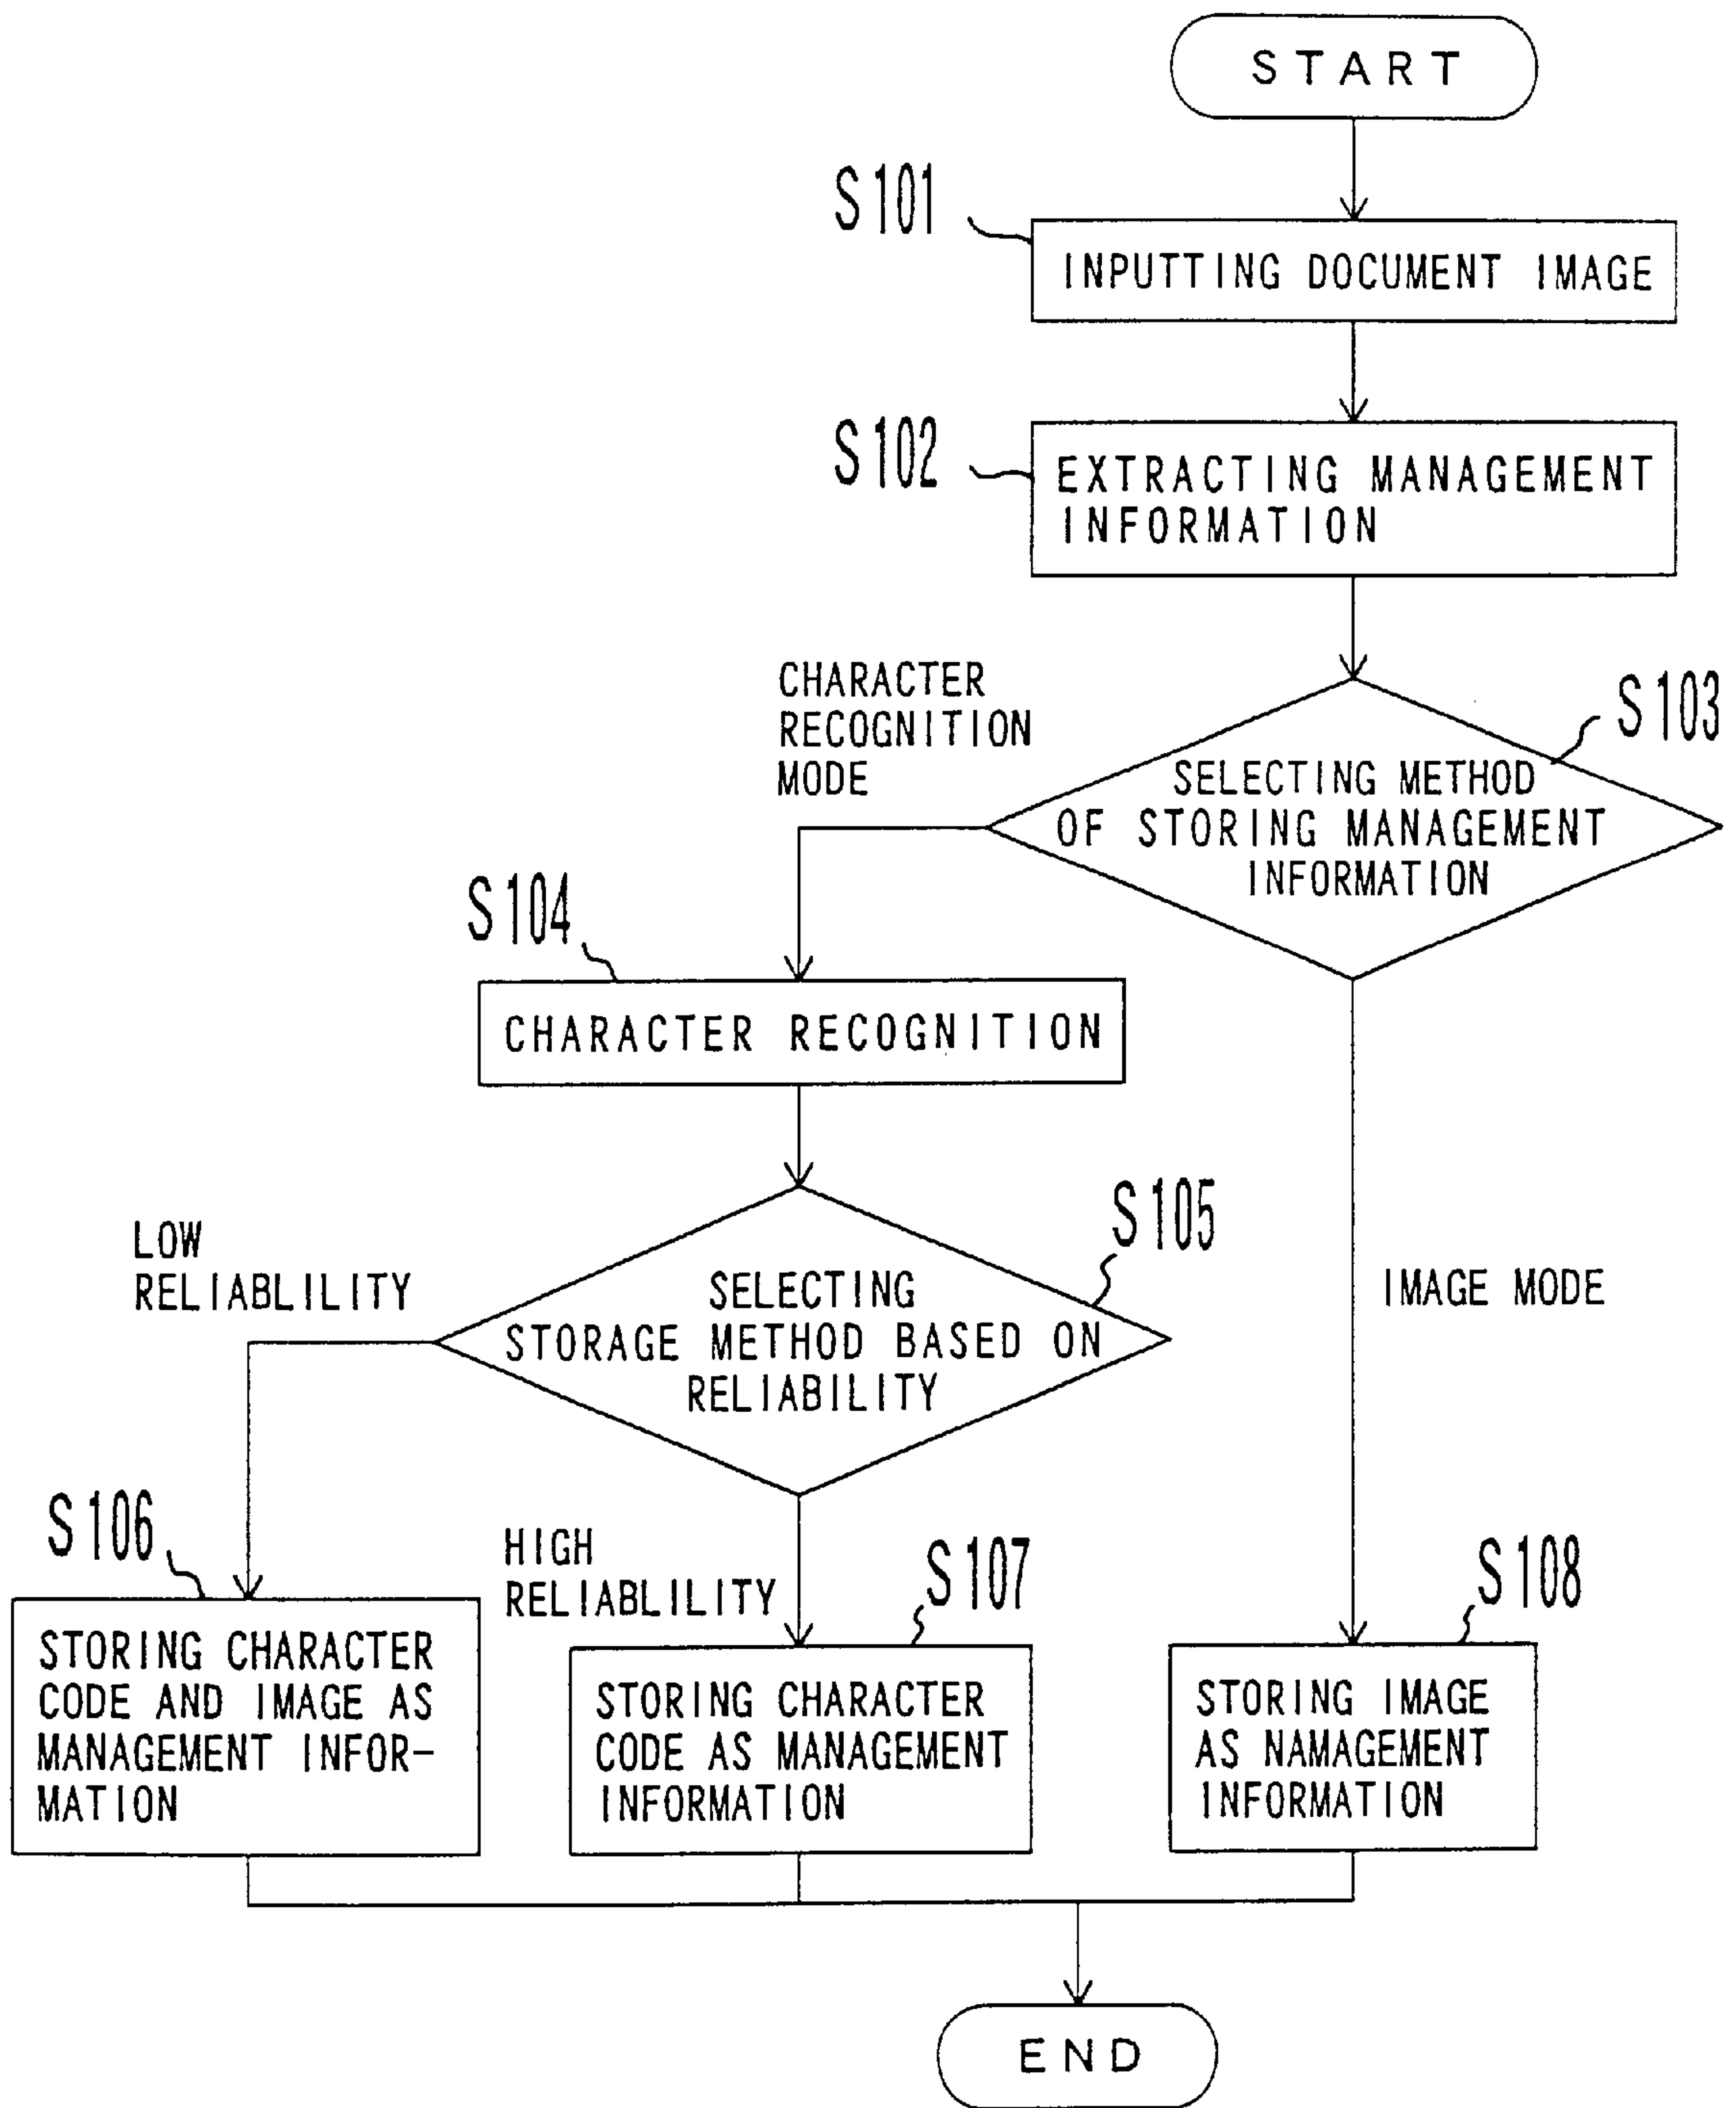 START
S101
INPUTTING DOCUMENT IMAGE
S102
EXTRACTING MANAGEMENT
INFORMATION
CHARACTER
RECOGNITION
MODE
S103
SELECTING METHOD
OF STORING MANAGEMENT
INFORMATION
S104
CHARACTER RECOGNITION
S105
LOW
RELIABLILITY
SELECTING
STORAGE METHOD BASED ON
RELIABILITY
IMAGE MODE
S106
HIGH
RELIABLILITY
S107
S108
STORING CHARACTER
CODE AND IMAGE AS
MANAGEMENT INFOR-
MATION
STORING CHARACTER
CODE AS MANAGEMENT
INFORMATION
STORING IMAGE
AS NAMAGEMENT
INFORMATION
END